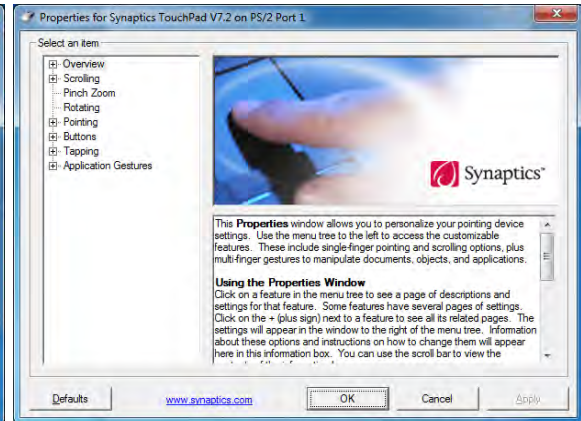 Properties for Synaptics TouchPad V7.2 on PS/2 Port 1
Select an item
Overview
Scrolling
Pinch Zoom
Rotating
Pointing
Buttons
Tapping
Application Gestures
Synaptics™
This Properties window allows you to personalize your pointing device
settings. Use the menu tree to the left to access the customizable
features. These include single-finger pointing and scrolling options, plus
multi-finger gestures to manipulate documents, objects, and applications.
Using the Properties Window
Click on a feature in the menu tree to see a page of descriptions and
settings for that feature. Some features have several pages of settings.
Click on the + (plus sign) next to a feature to see all its related pages. The
settings will appear in the window to the right of the menu tree. Information
about these options and instructions on how to change them will appear
here in this information box. You can use the scroll bar to view the
Defaults
www.synaptics.com
OK
Cancel
Apply